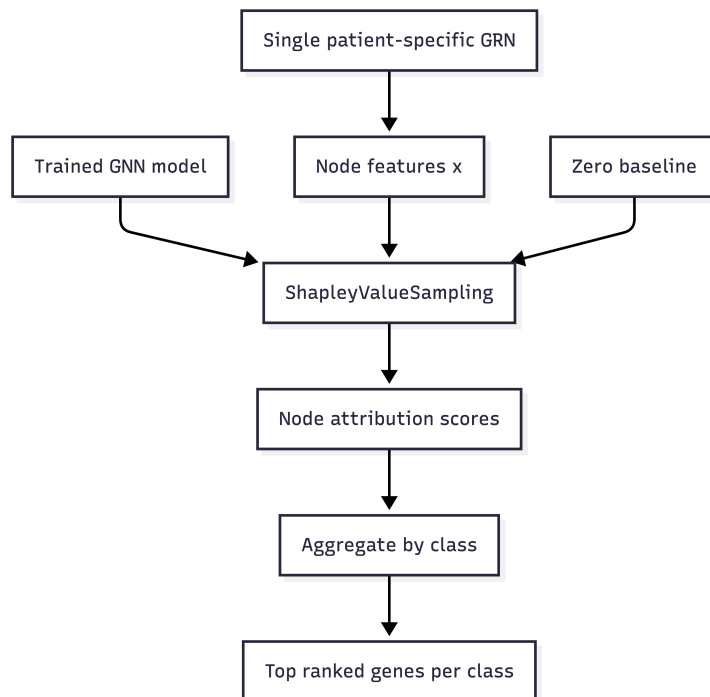 Single patient-specific GRN
Trained GNN model
Node features x
Zero baseline
ShapleyValueSampling
Node attribution scores
Aggregate by class
Top ranked genes per class